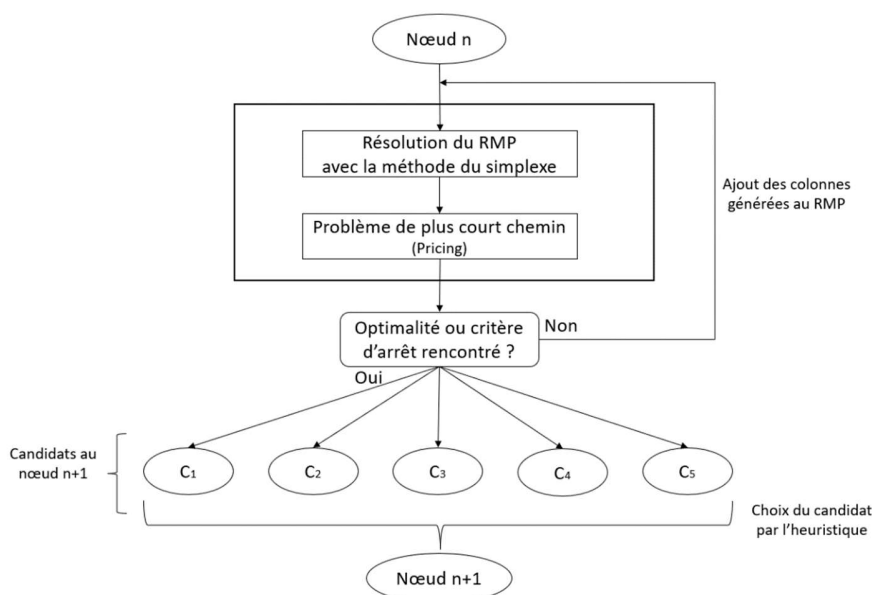 Nœud n
Résolution du RMP
avec la méthode du simplexe
Problème de plus court chemin
(Pricing)
Ajout des colonnes
générées au RMP
Optimalité ou critère
d'arrêt rencontré ?
Non
Oui
Candidats au
nœud n+1
C1
C2
C3
C4
C5
Choix du candidat
par l'heuristique
Nœud n+1